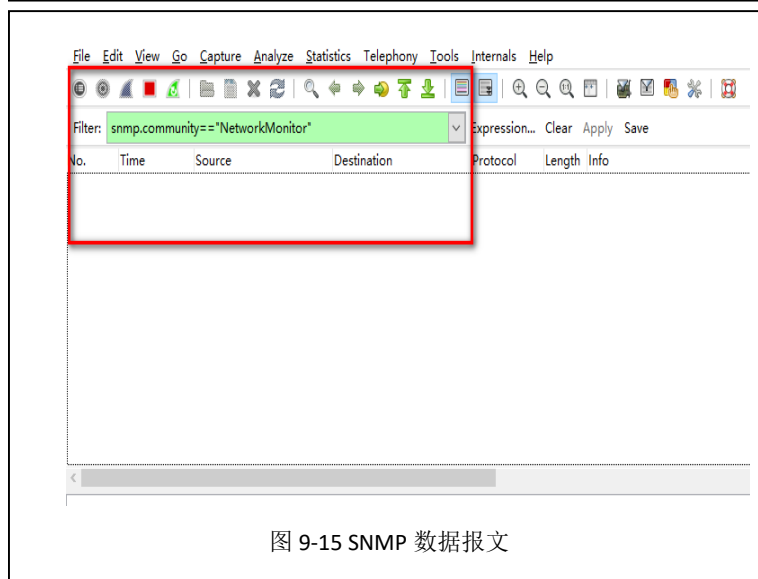 File Edit View Go Capture Analyze Statistics Telephony Tools Internals Help
Filter: snmp.community=="NetworkMonitor" Expression... Clear Apply Save
No. Time Source Destination Protocol Length Info
图 9-15 SNMP 数据报文